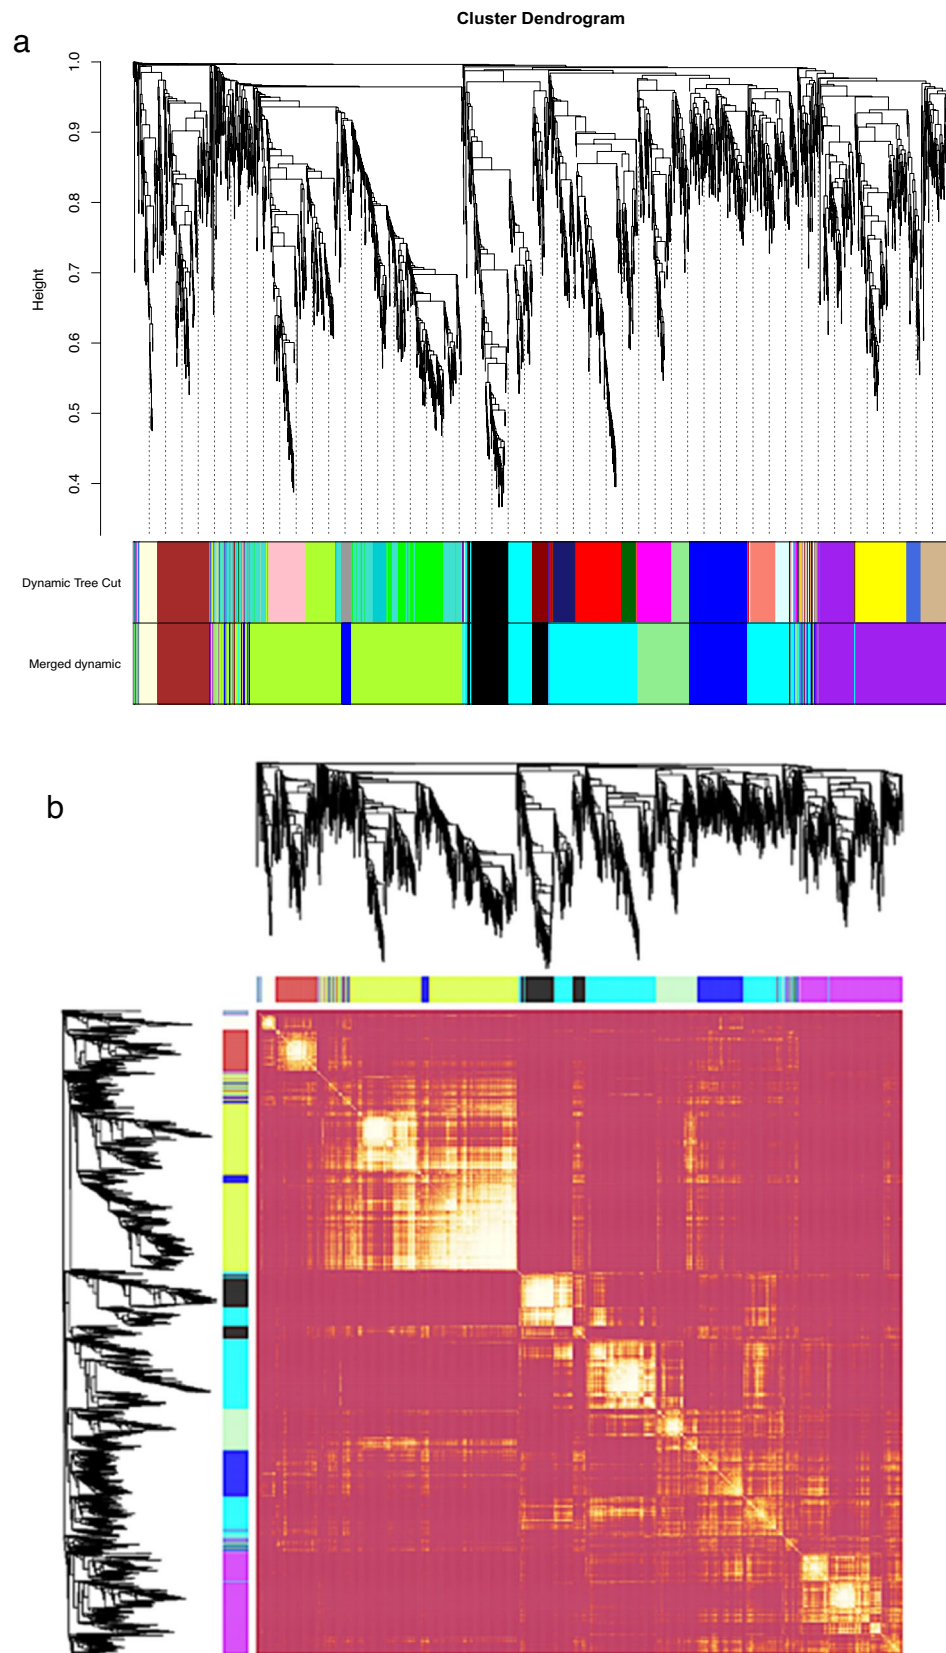 Cluster Dendrogram
a
1.0
0.9
0.8
0.7
0.6
0.5
0.4
Height
Dynamic Tree Cut
Merged dynamic
b